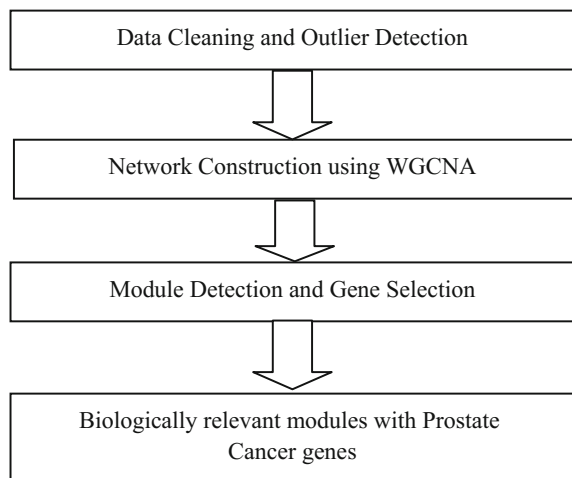 Data Cleaning and Outlier Detection
Network Construction using WGCNA
Module Detection and Gene Selection
Biologically relevant modules with Prostate
Cancer genes